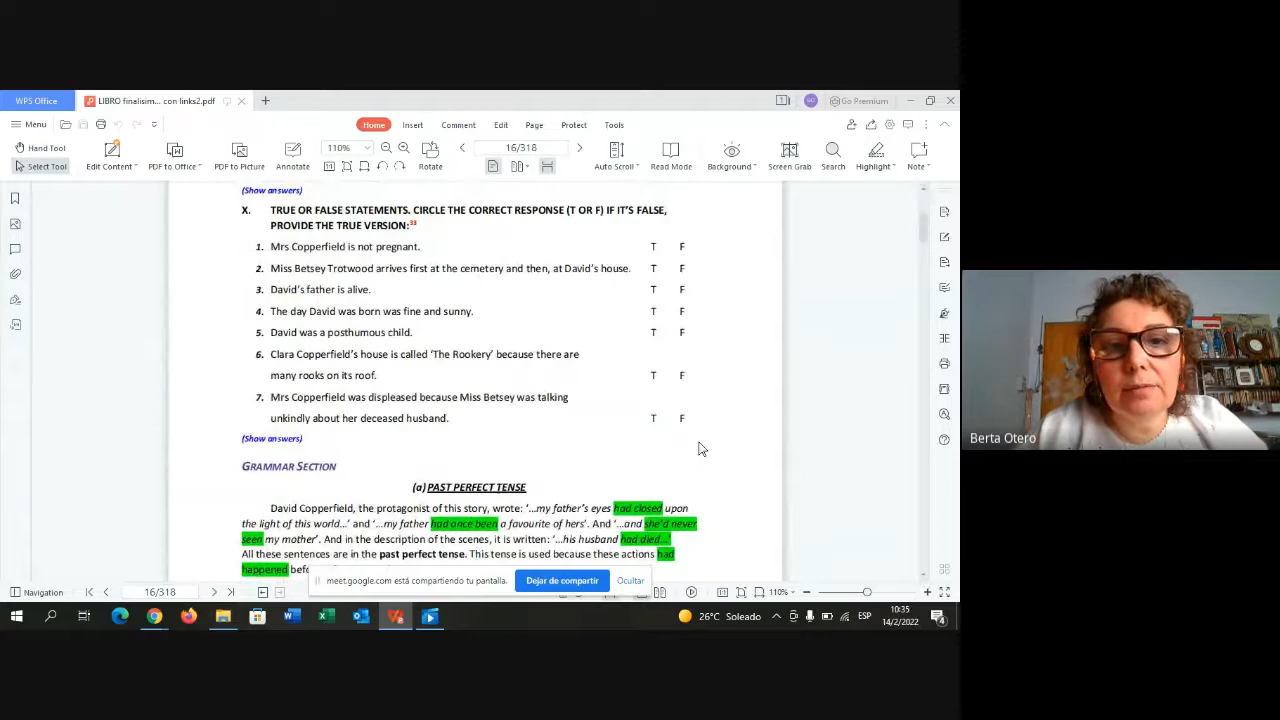 WPS Office
LIBRO finalisim... con links2.pdf
Go Premium
Menu
Home Insert Comment Edit Page Protect Tools
Hand Tool
Select Tool
Edit Content
PDF to Office
PDF to Picture
Annotate
110%
Rotate
16/318
Auto Scroll
Read Mode
Background
Screen Grab
Search
Highlight
Note
(Show answers)
X. TRUE OR FALSE STATEMENTS. CIRCLE THE CORRECT RESPONSE (T OR F) IF IT'S FALSE,
PROVIDE THE TRUE VERSION:33
1. Mrs Copperfield is not pregnant. T F
2. Miss Betsey Trotwood arrives first at the cemetery and then, at David's house. T F
3. David's father is alive. T F
4. The day David was born was fine and sunny. T F
5. David was a posthumous child. T F
6. Clara Copperfield's house is called 'The Rookery' because there are
many rooks on its roof. T F
7. Mrs Copperfield was displeased because Miss Betsey was talking
unkindly about her deceased husband. T F
(Show answers)
GRAMMAR SECTION
(a) PAST PERFECT TENSE
David Copperfield, the protagonist of this story, wrote: '...my father's eyes had closed upon
the light of this world...' and '...my father had once been a favourite of hers'. And '...and she'd never
seen my mother'. And in the description of the scenes, it is written: '...his husband had died...'
All these sentences are in the past perfect tense. This tense is used because these actions had
happened
meet.google.com está compartiendo tu pantalla.
Dejar de compartir
Ocultar
Navigation
16/318
110%
26°C Soleado
ESP
10:35
14/2/2022
4
Berta Otero